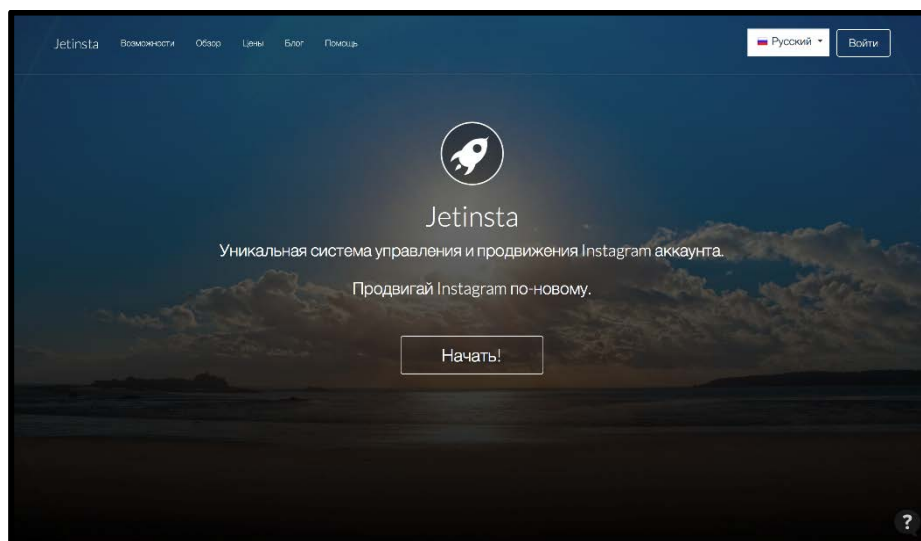 Jetinsta Возможности Обзор Цены Блог Помощь Русский Войти
Jetinsta
Уникальная система управления и продвижения Instagram аккаунта.
Продвигай Instagram по-новому.
Начать!
?